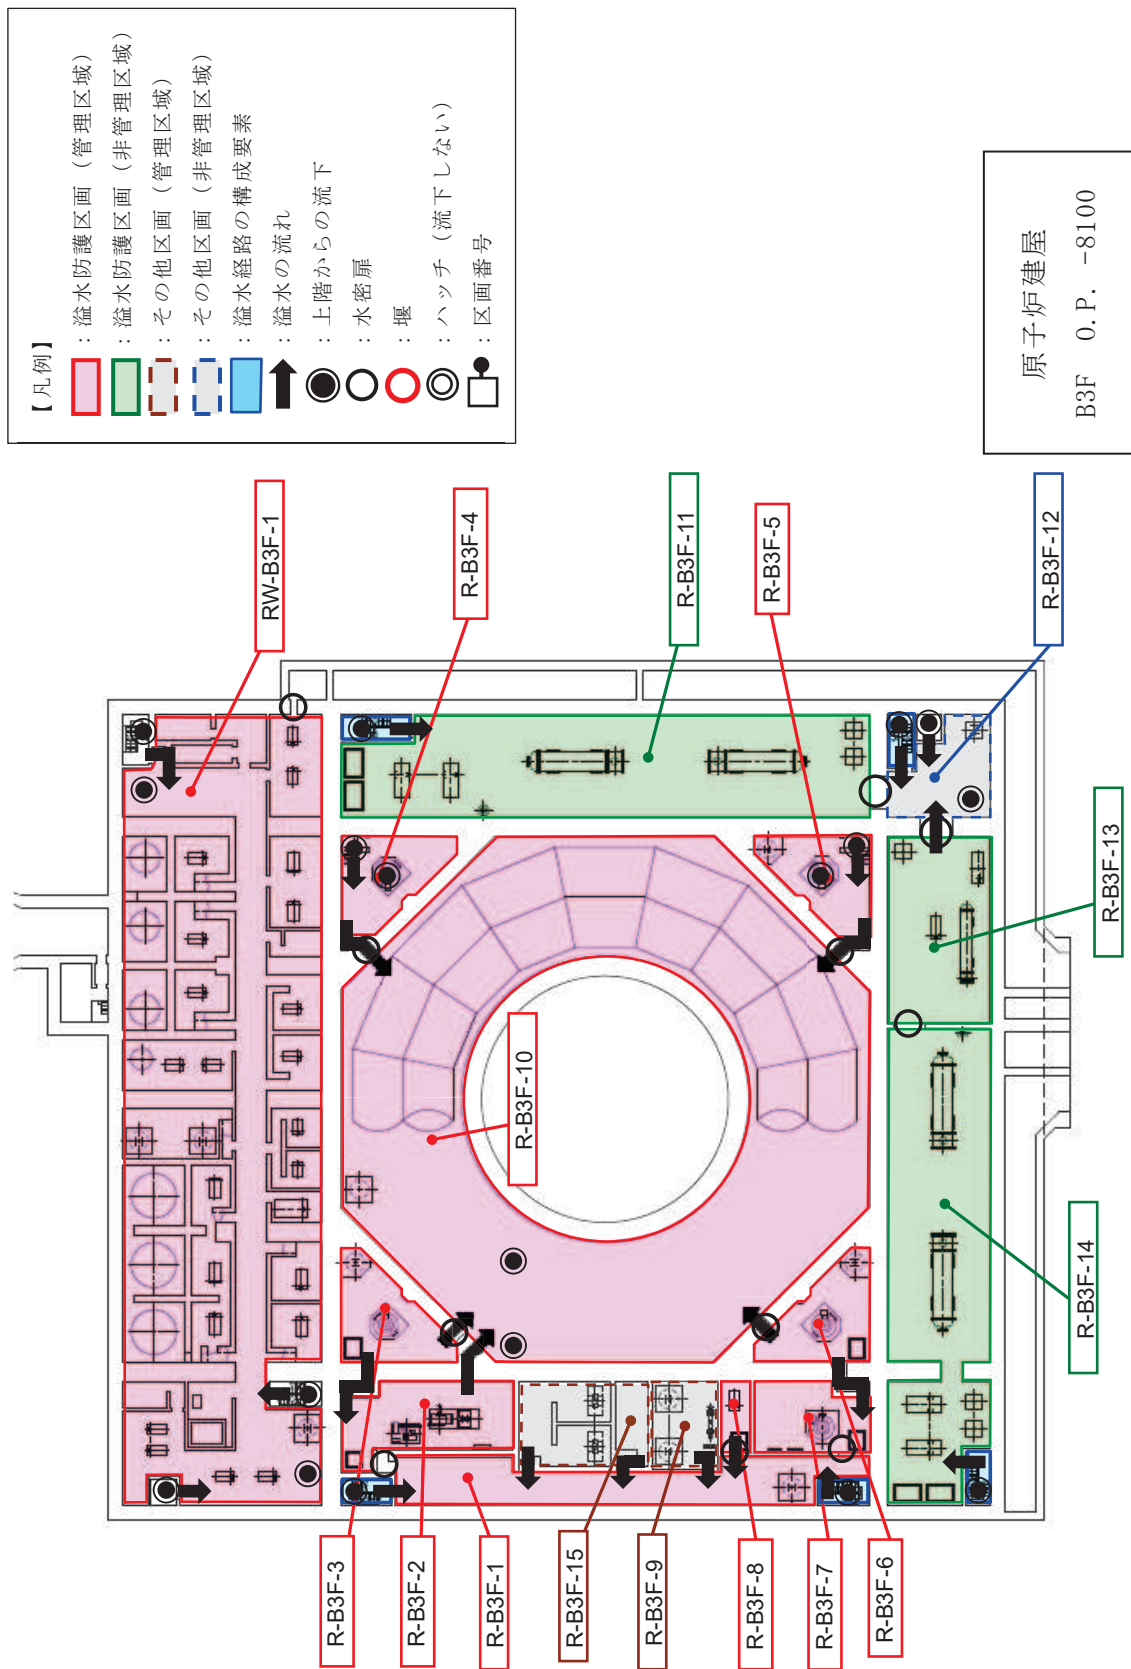 【凡例】
：溢水防護区画（管理区域）
：溢水防護区画（非管理区域）
：その他区画（管理区域）
：その他区画（非管理区域）
：溢水経路の構成要素
：溢水の流れ
：上階からの流下
：水密扉
：堰
：ハッチ（流下しない）
：区画番号
原子炉建屋
B3F O.P. -8100
RW-B3F-1
R-B3F-4
R-B3F-11
R-B3F-5
R-B3F-12
R-B3F-13
R-B3F-10
R-B3F-14
R-B3F-3
R-B3F-2
R-B3F-1
R-B3F-15
R-B3F-9
R-B3F-8
R-B3F-7
R-B3F-6